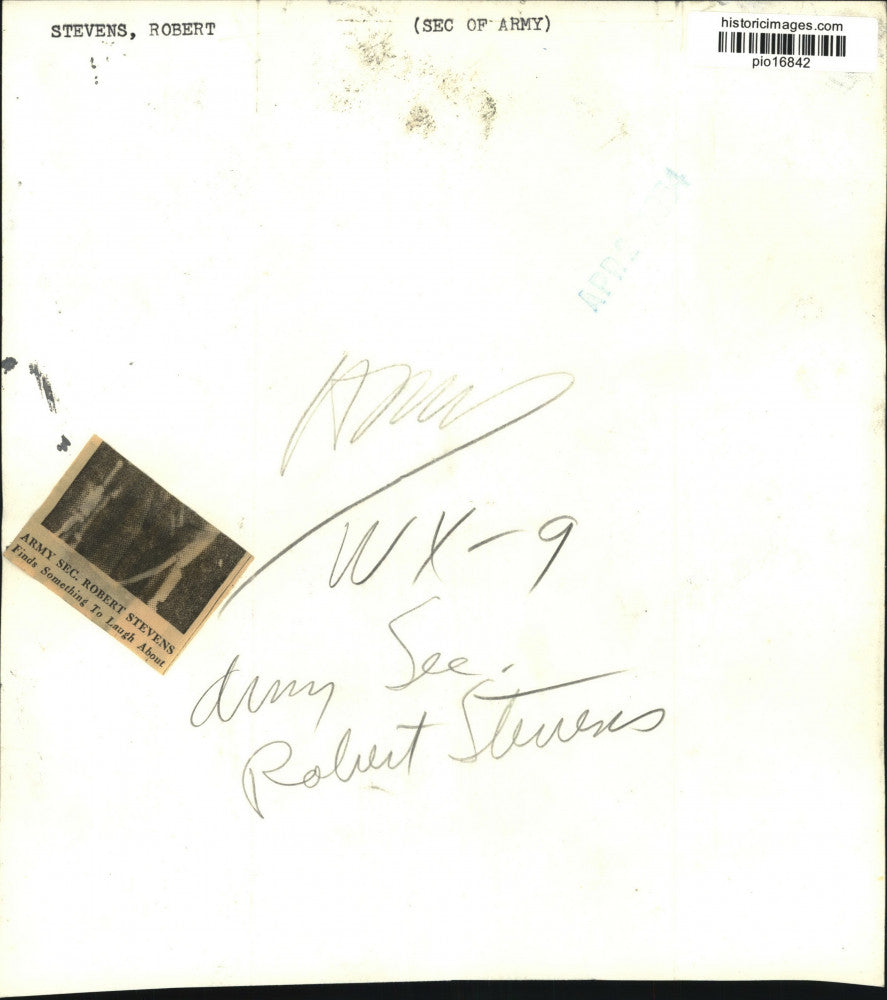 STEVENS, ROBERT
(SEC OF ARMY)
historicimages.com
pio16842
Army
WX-9
ARMY SEC. ROBERT STEVENS
Finds Something To Laugh About
Army Sec.
Robert Stevens